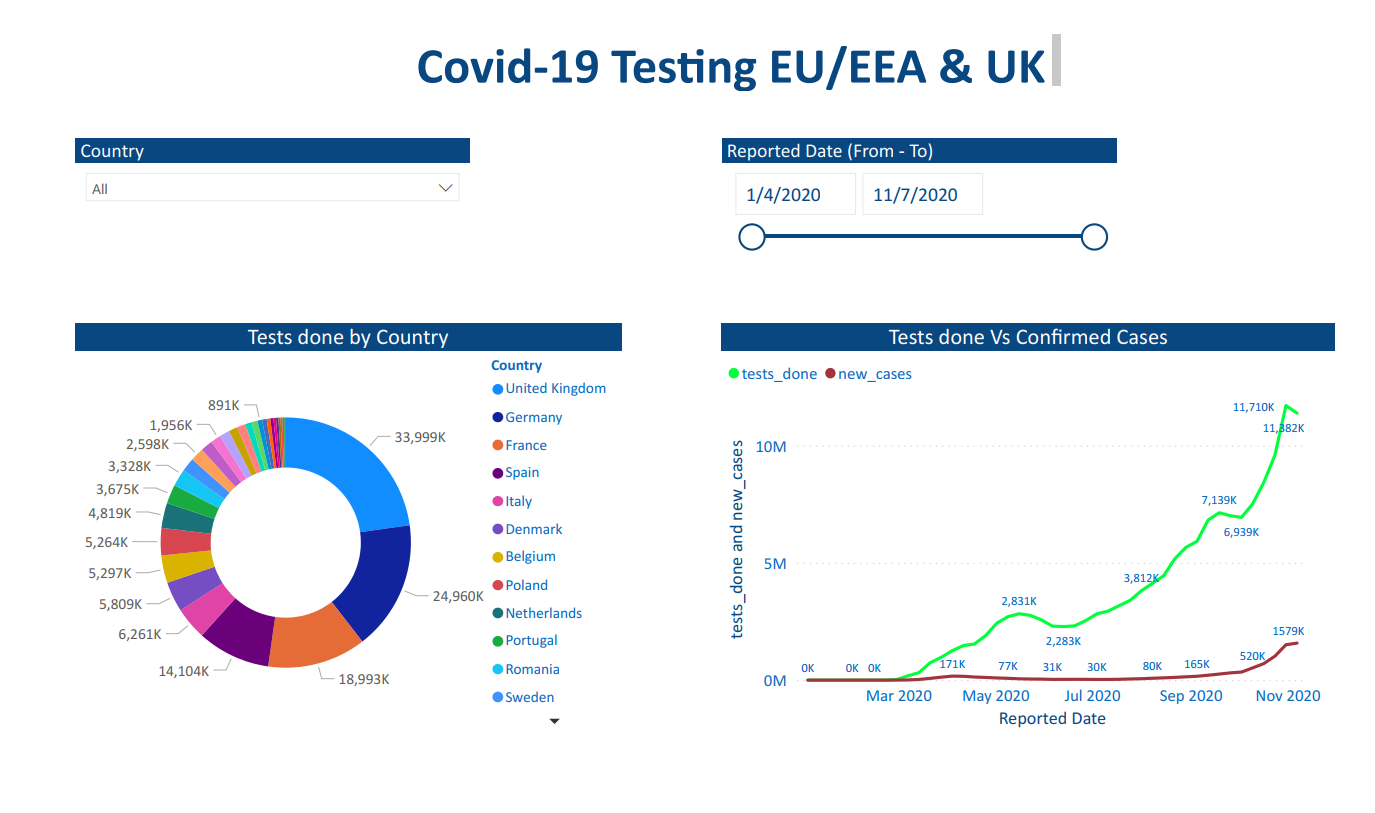 Covid-19 Testing EU/EEA & UK
Country
All
Reported Date (From - To)
1/4/2020 11/7/2020
Tests done by Country
Country
United Kingdom
Germany
France
Spain
Italy
Denmark
Belgium
Poland
Netherlands
Portugal
Romania
Sweden
891K
1,956K
2,598K
3,328K
3,675K
4,819K
5,264K
5,297K
5,809K
6,261K
14,104K
18,993K
24,960K
33,999K
Tests done Vs Confirmed Cases
tests_done new_cases
tests_done and new_cases
10M
5M
0M
11,710K
11,382K
7,139K
6,939K
3,812K
2,831K
2,283K
1579K
520K
0K 0K 0K 171K 77K 31K 30K 80K 165K
Mar 2020 May 2020 Jul 2020 Sep 2020 Nov 2020
Reported Date